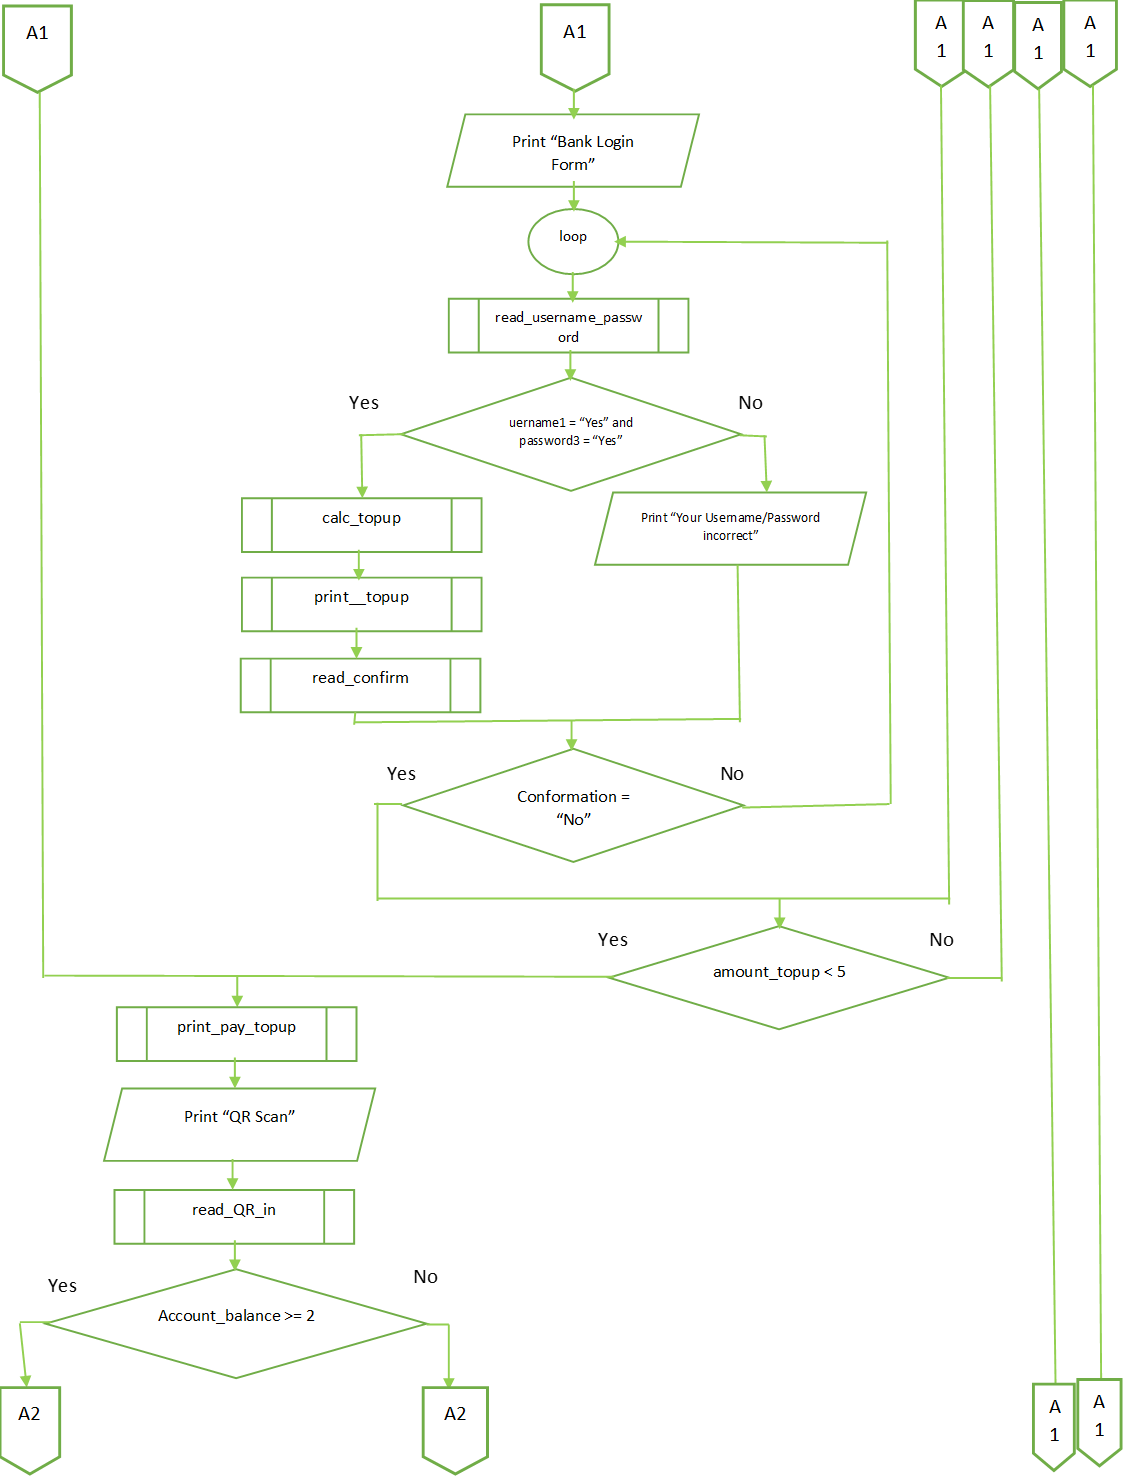 A1
A1
A
1
A
1
A
1
A
1
Print “Bank Login
Form”
loop
read_username_passw
ord
Yes
No
uername1 = “Yes” and
password3 = “Yes”
calc_topup
Print “Your Username/Password
incorrect”
print__topup
read_confirm
Yes
No
Conformation =
“No”
Yes
No
amount_topup < 5
print_pay_topup
Print “QR Scan”
read_QR_in
Yes
No
Account_balance >= 2
A2
A2
A
1
A
1